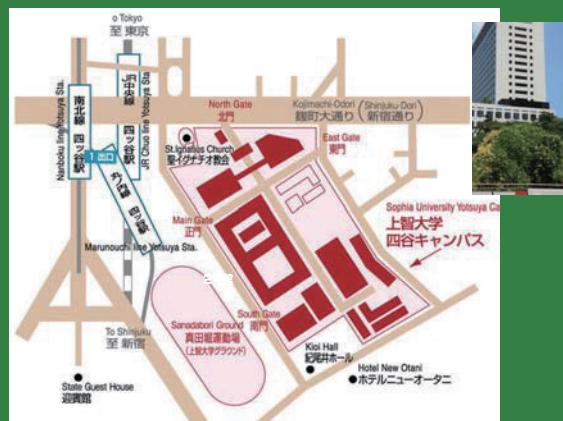 o Tokyo
至 東京
Nanboku line Yotsuya Sta.
南北線 四ッ谷駅
JR中央線 四ッ谷駅
JR Chuo line Yotsuya Sta
1 出口
丸ノ内線 四ッ谷駅
Marunouchi line Yotsuya Sta.
North Gate
北門
Kojimachi-Odori (Shinjuku-Dori)
麹町大通り(新宿通り)
St.Ignatios Church
聖イグナチオ教会
East Gate
東門
Main Gate
正門
Sophia University Yotsuya Ca
上智大学
四谷キャンパス
South Gate
南門
Sanadabori Ground
真田堀運動場
(上智大学グラウンド)
To Shinjuku
至 新宿
Kioi Hall
紀尾井ホール
Hotel New Otani
ホテルニューオータニ
State Guest House
迎賓館